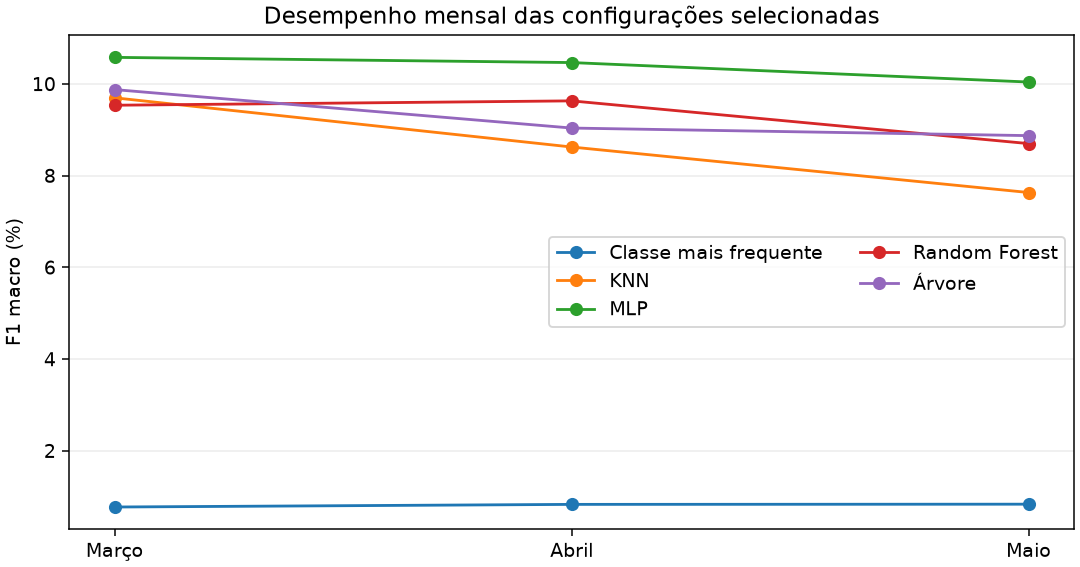 Desempenho mensal das configurações selecionadas
F1 macro (%)
10
8
6
4
2
Classe mais frequente
KNN
MLP
Random Forest
Árvore
Março
Abril
Maio